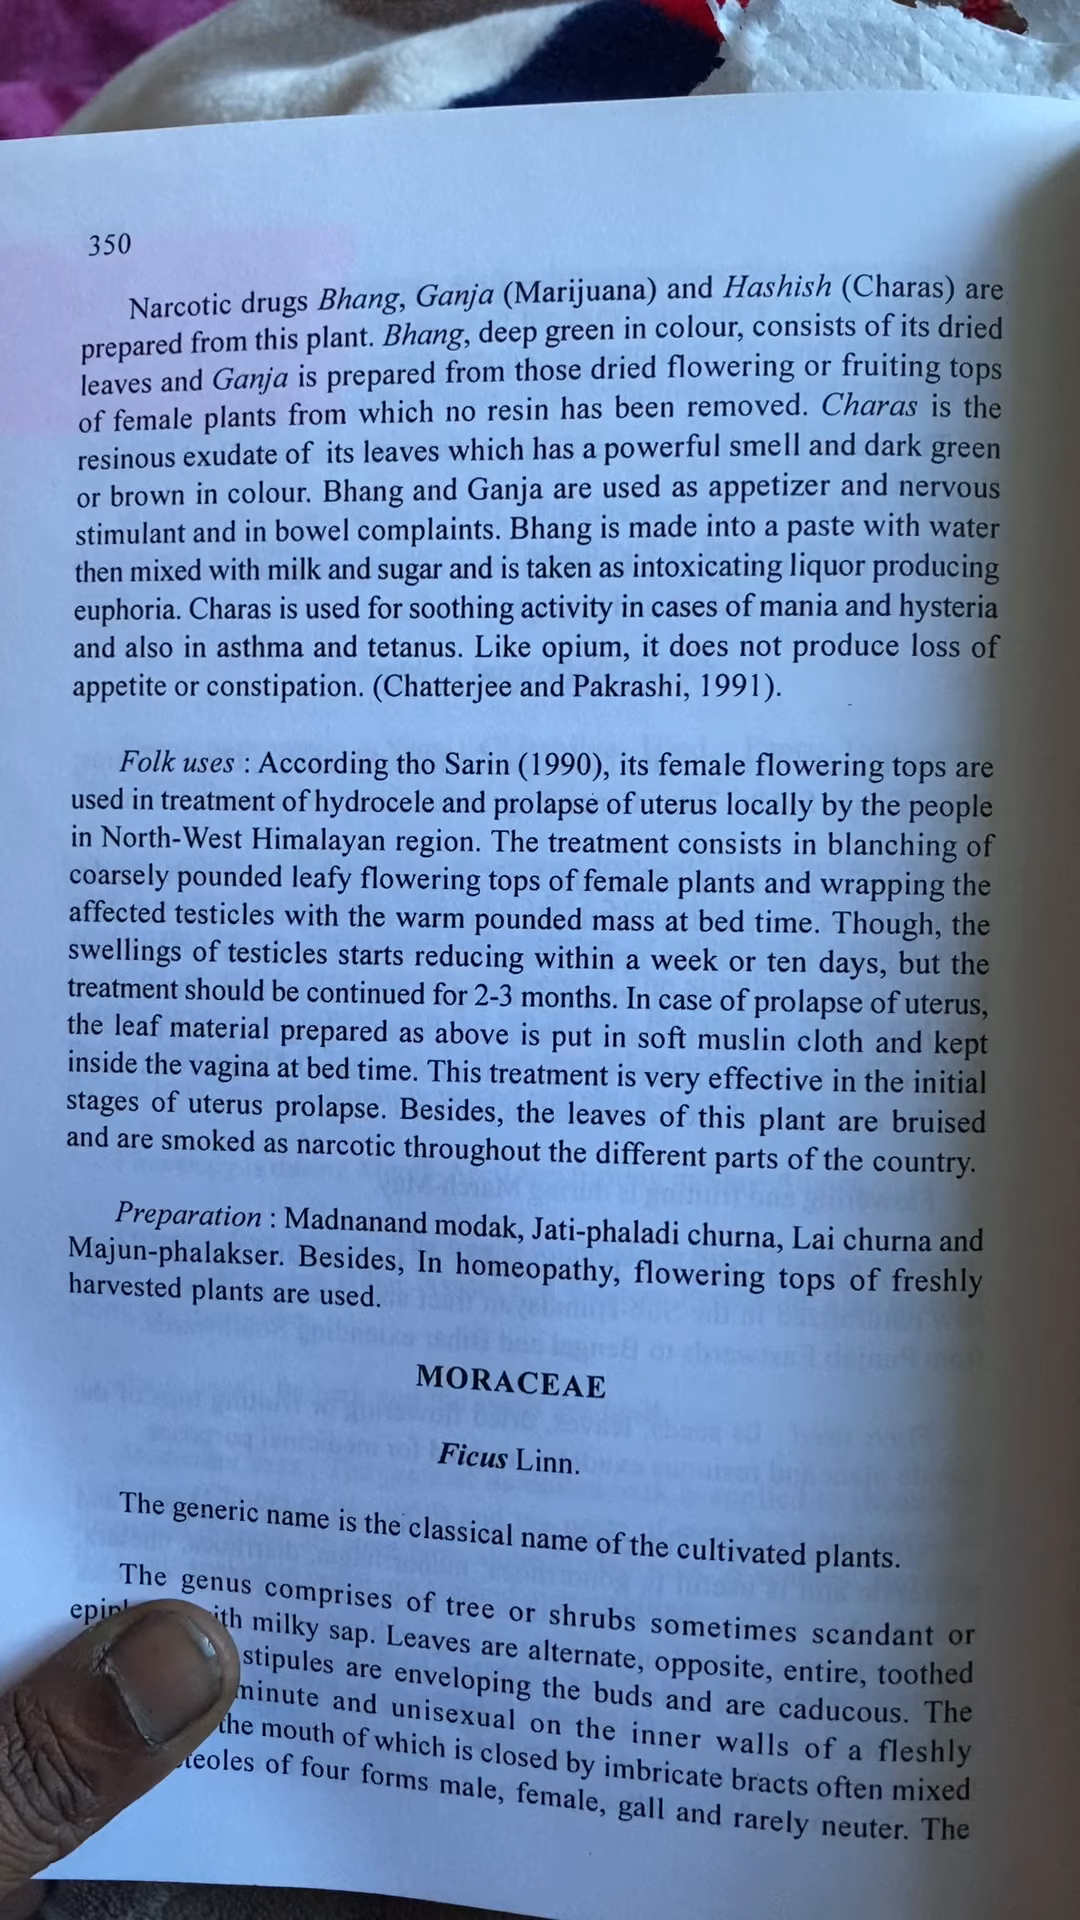 350
Narcotic drugs Bhang, Ganja (Marijuana) and Hashish (Charas) are
prepared from this plant. Bhang, deep green in colour, consists of its dried
leaves and Ganja is prepared from those dried flowering or fruiting tops
of female plants from which no resin has been removed. Charas is the
resinous exudate of its leaves which has a powerful smell and dark green
or brown in colour. Bhang and Ganja are used as appetizer and nervous
stimulant and in bowel complaints. Bhang is made into a paste with water
then mixed with milk and sugar and is taken as intoxicating liquor producing
euphoria. Charas is used for soothing activity in cases of mania and hysteria
and also in asthma and tetanus. Like opium, it does not produce loss of
appetite or constipation. (Chatterjee and Pakrashi, 1991).
Folk uses : According tho Sarin (1990), its female flowering tops are
used in treatment of hydrocele and prolapse of uterus locally by the people
in North-West Himalayan region. The treatment consists in blanching of
coarsely pounded leafy flowering tops of female plants and wrapping the
affected testicles with the warm pounded mass at bed time. Though, the
swellings of testicles starts reducing within a week or ten days, but the
treatment should be continued for 2-3 months. In case of prolapse of uterus,
the leaf material prepared as above is put in soft muslin cloth and kept
inside the vagina at bed time. This treatment is very effective in the initial
stages of uterus prolapse. Besides, the leaves of this plant are bruised
and are smoked as narcotic throughout the different parts of the country.
Preparation : Madnanand modak, Jati-phaladi churna, Lai churna and
Majun-phalakser. Besides, In homeopathy, flowering tops of freshly
harvested plants are used.
MORACEAE
Ficus Linn.
The generic name is the classical name of the cultivated plants.
The genus comprises of tree or shrubs sometimes scandant or
milky sap. Leaves are alternate, opposite, entire, toothed
stipules are enveloping the buds and are caducous. The
minute and unisexual on the inner walls of a fleshly
the mouth of which is closed by imbricate bracts often mixed
of four forms male, female, gall and rarely neuter. The